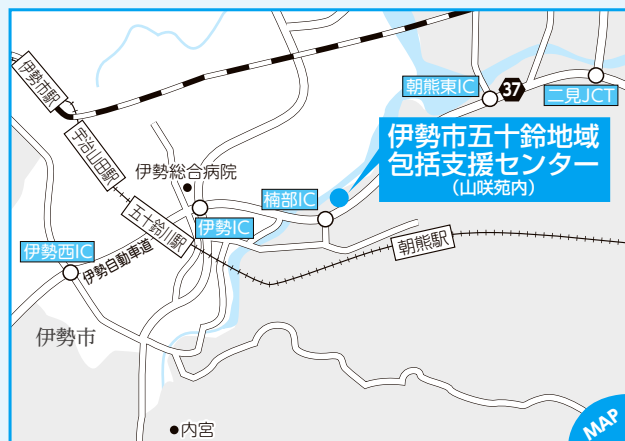 伊勢市駅
宇治山田駅
伊勢総合病院
五十鈴川駅
伊勢西IC
伊勢自動車道
伊勢IC
楠部IC
朝熊東IC
37
二見JCT
伊勢市五十鈴地域
包括支援センター
(山咲苑内)
朝熊駅
伊勢市
内宮
MAP